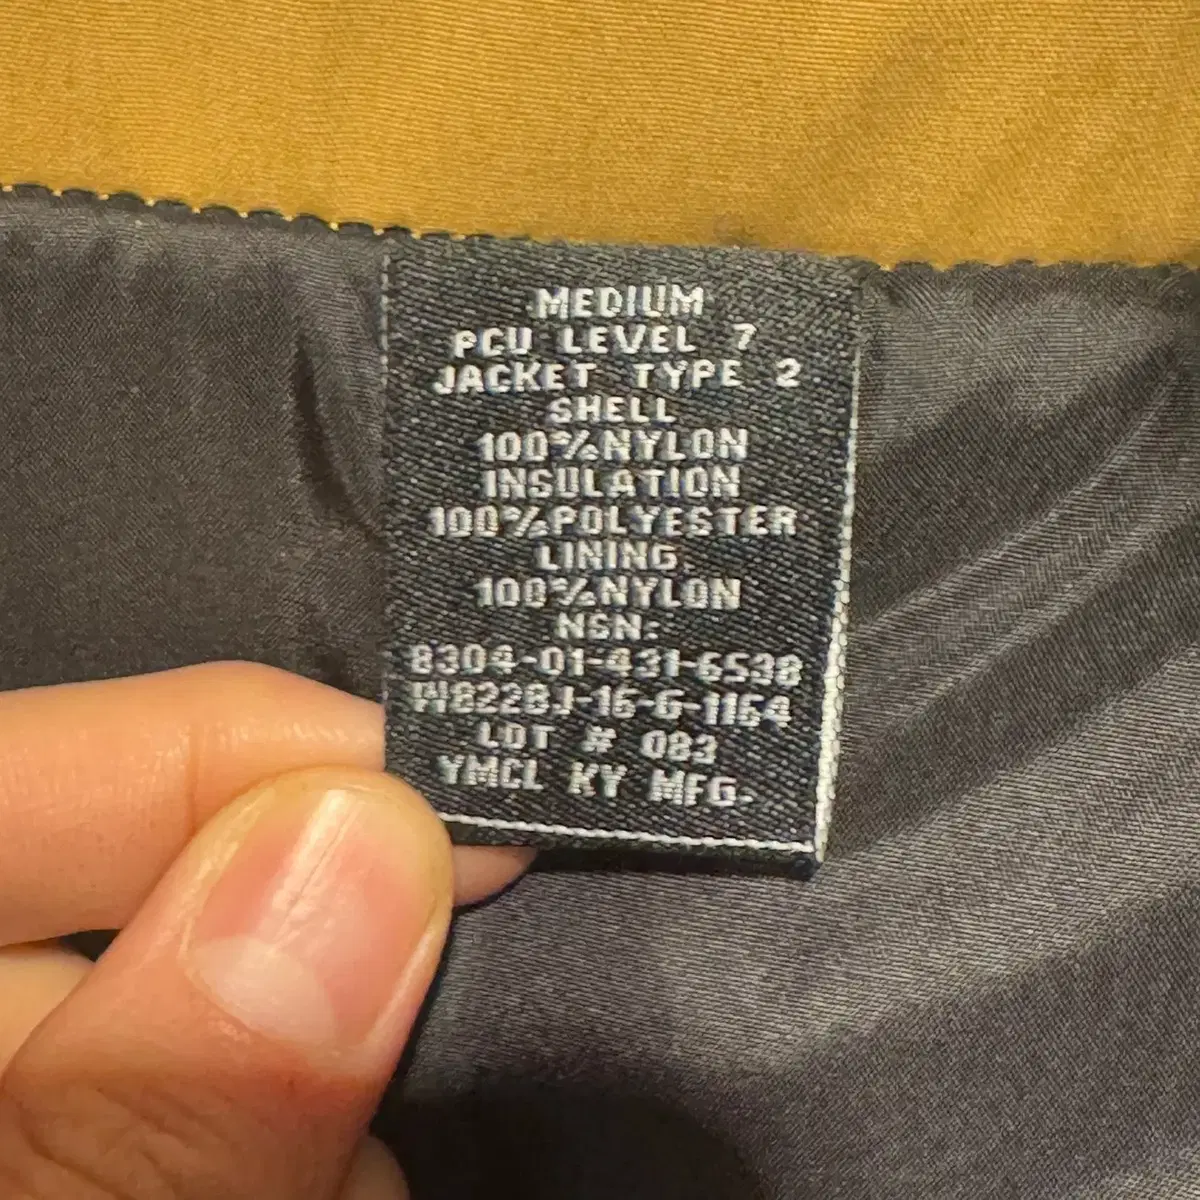 MEDIUM
PCU LEVEL 7
JACKET TYPE 2
SHELL
100%NYLON
INSULATION
100%POLYESTER
LINING
100%NYLON
NSN:
8304-01-431-6538
W8228J-16-G-1164
LOT # 083
YMCL KY MFG.